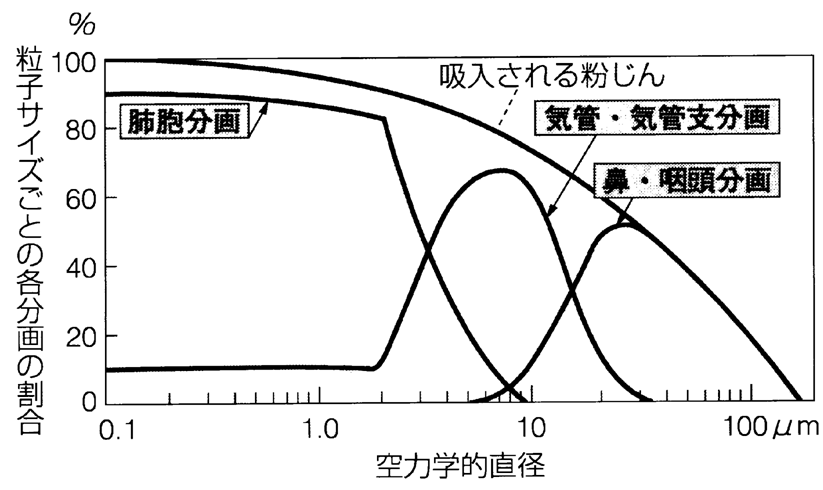 %
粒子サイズごとの各分画の割合
100
80
60
40
20
0
吸入される粉じん
肺胞分画
気管・気管支分画
鼻・咽頭分画
0.1 1.0 10 100μm
空力学的直径